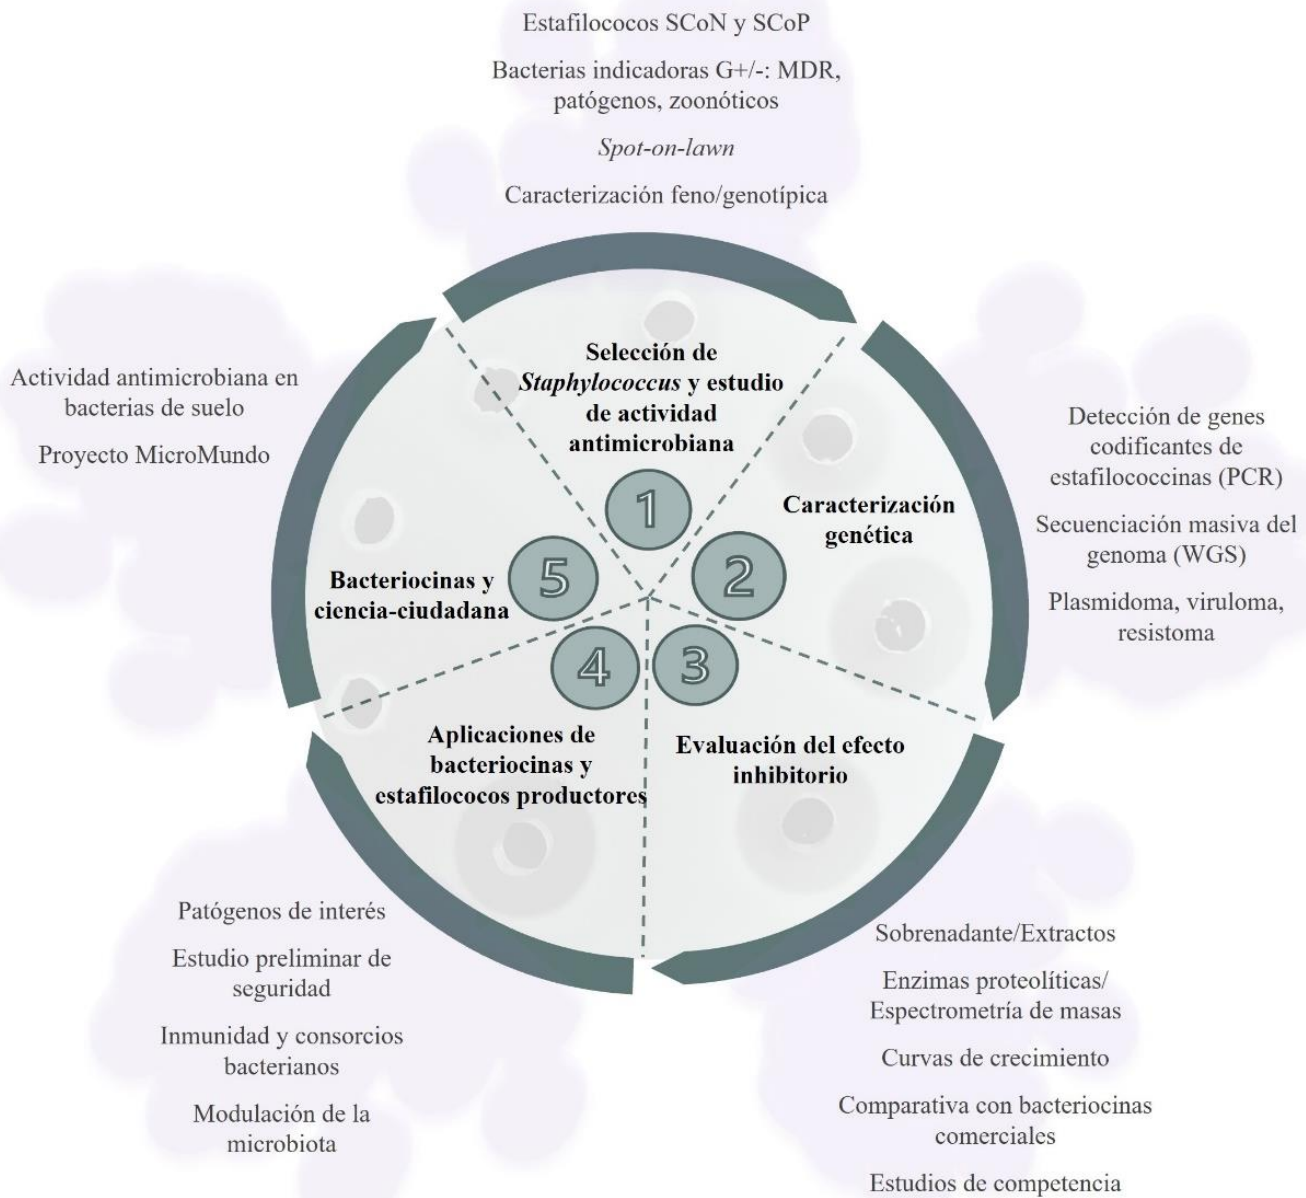 Estafilococos SCoN y SCoP
Bacterias indicadoras G+/-: MDR,
patógenos, zoonóticos
Spot-on-lawn
Caracterización feno/genotípica
Selección de
Staphylococcus y estudio
de actividad
antimicrobiana
1
Caracterización
genética
2
Detección de genes
codificantes de
estafilococcinas (PCR)
Secuenciación masiva del
genoma (WGS)
Plasmidoma, viruloma,
resistoma
3
Evaluación del efecto
inhibitorio
Sobrenadante/Extractos
Enzimas proteolíticas/
Espectrometría de masas
Curvas de crecimiento
Comparativa con bacteriocinas
comerciales
Estudios de competencia
4
Aplicaciones de
bacteriocinas y
estafilococos productores
Patógenos de interés
Estudio preliminar de
seguridad
Inmunidad y consorcios
bacterianos
Modulación de la
microbiota
5
Bacteriocinas y
ciencia-ciudadana
Actividad antimicrobiana en
bacterias de suelo
Proyecto MicroMundo